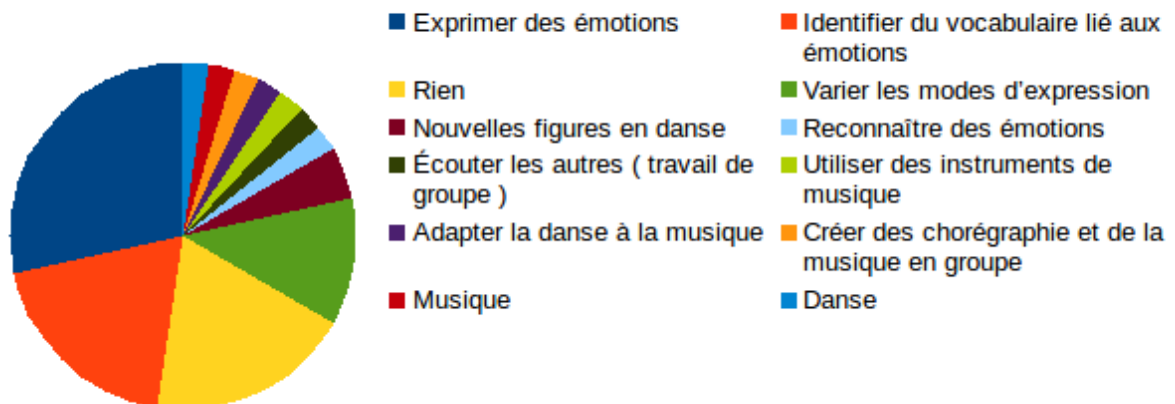 Exprimer des émotions
Identifier du vocabulaire lié aux
émotions
Rien
Varier les modes d'expression
Nouvelles figures en danse
Reconnaître des émotions
Écouter les autres ( travail de
groupe )
Utiliser des instruments de
musique
Adapter la danse à la musique
Créer des chorégraphie et de la
musique en groupe
Musique
Danse